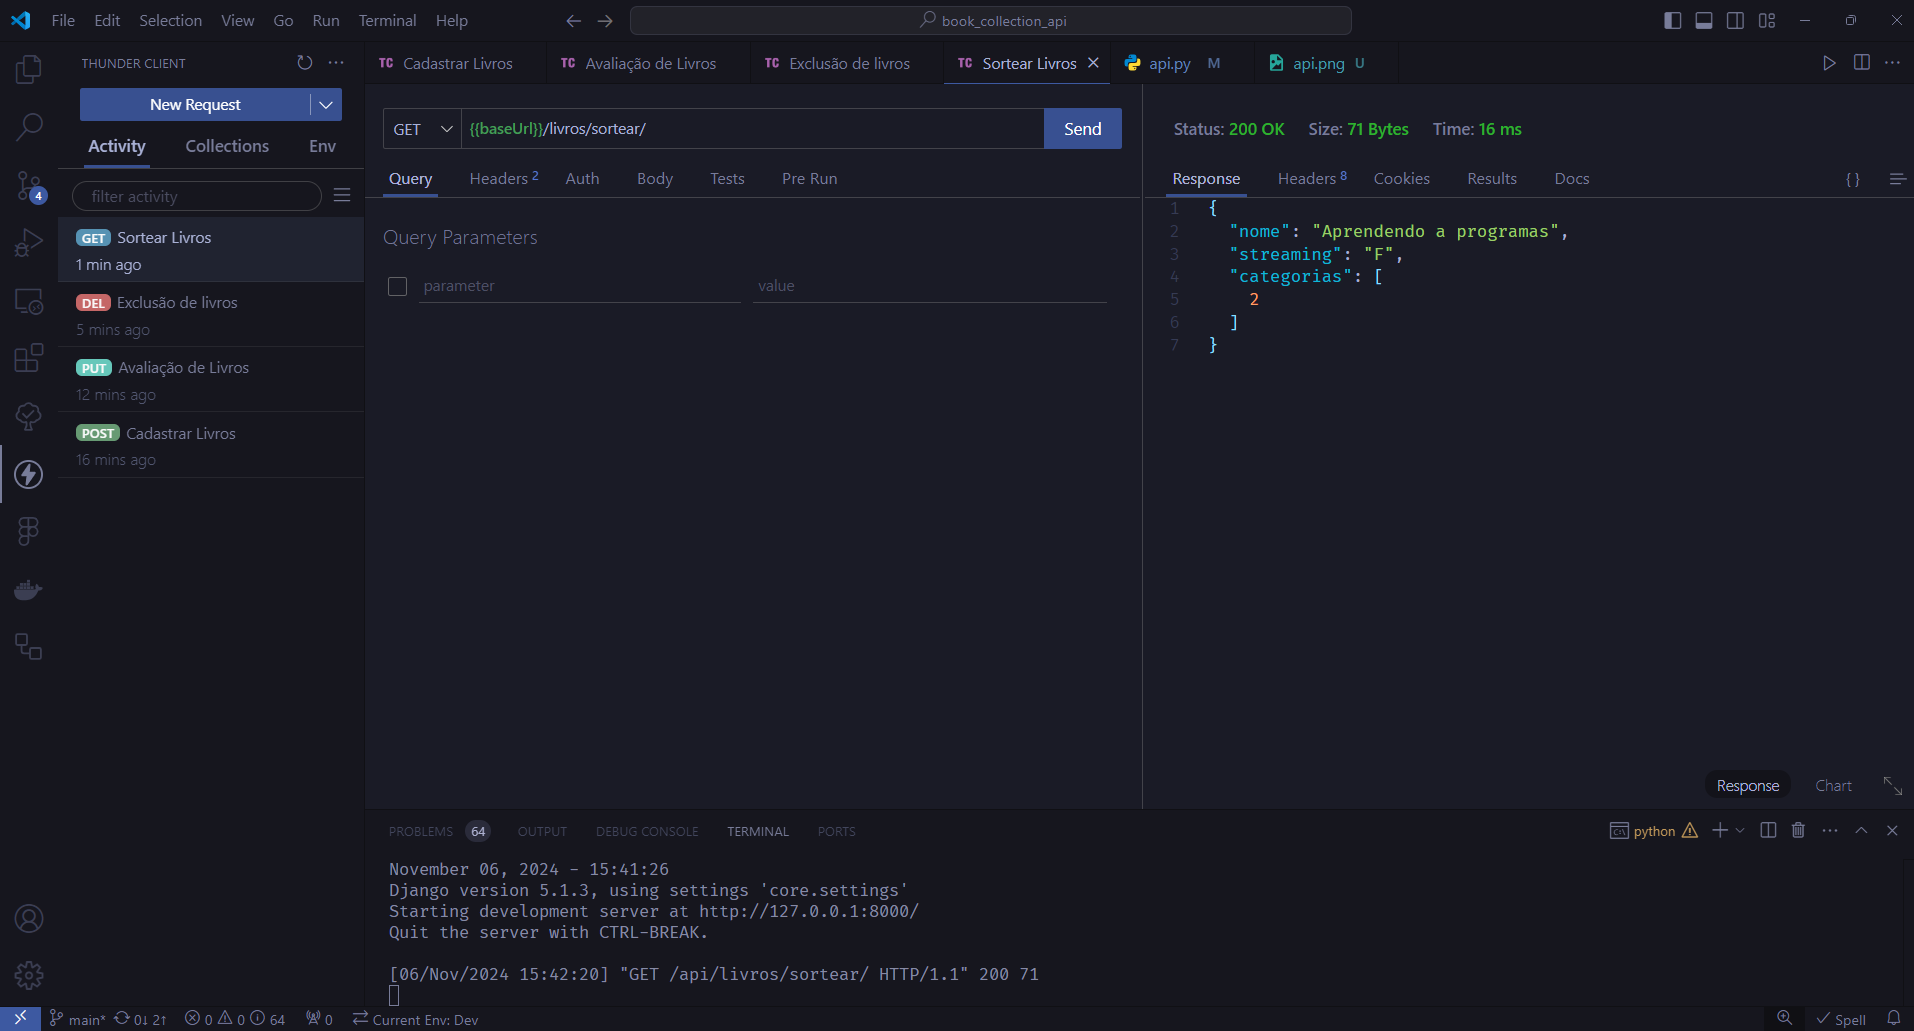 File Edit Selection View Go Run Terminal Help
book_collection_api
THUNDER CLIENT
New Request
Activity Collections Env
filter activity
GET Sortear Livros
1 min ago
DEL Exclusão de livros
5 mins ago
PUT Avaliação de Livros
12 mins ago
POST Cadastrar Livros
16 mins ago
4
TC Cadastrar Livros TC Avaliação de Livros TC Exclusão de livros TC Sortear Livros api.py M api.png U
GET {{baseUrl}}/livros/sortear/ Send
Query Headers 2 Auth Body Tests Pre Run
Query Parameters
parameter value
Status: 200 OK Size: 71 Bytes Time: 16 ms
Response Headers 8 Cookies Results Docs { }
1 {
2 "nome": "Aprendendo a programas",
3 "streaming": "F",
4 "categorias": [
5 2
6 ]
7 }
Response Chart
PROBLEMS 64 OUTPUT DEBUG CONSOLE TERMINAL PORTS
python
November 06, 2024 - 15:41:26
Django version 5.1.3, using settings 'core.settings'
Starting development server at http://127.0.0.1:8000/
Quit the server with CTRL-BREAK.
[06/Nov/2024 15:42:20] "GET /api/livros/sortear/ HTTP/1.1" 200 71
main* 0↓ 2↑ 0 0 64 0 Current Env: Dev Spell